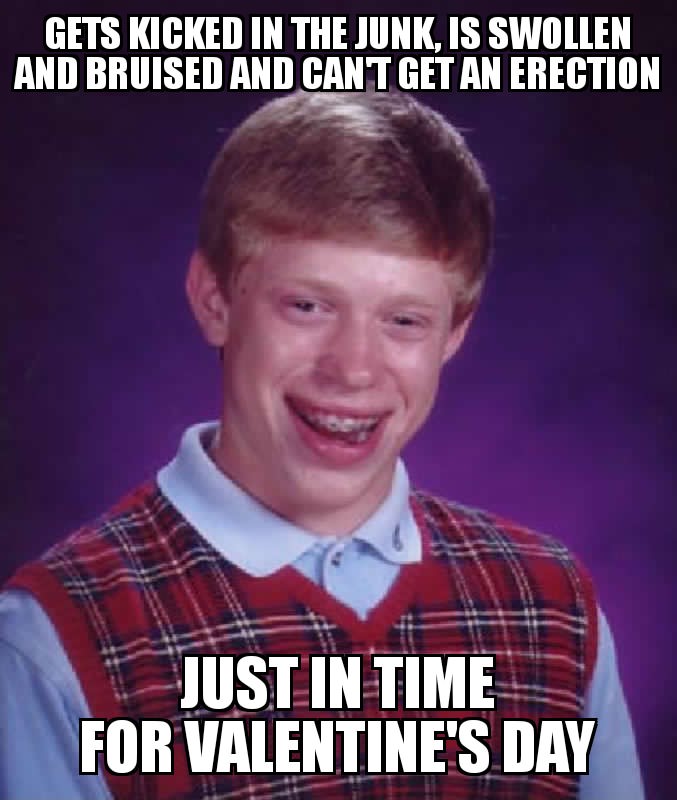 GETS KICKED IN THE JUNK, IS SWOLLEN
AND BRUISED AND CAN'T GET AN ERECTION
JUST IN TIME
FOR VALENTINE'S DAY